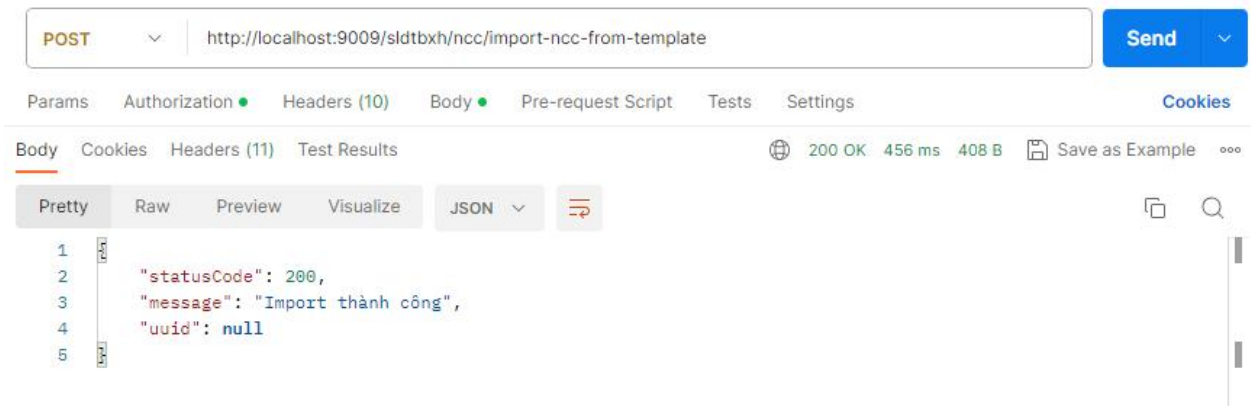 POST http://localhost:9009/sldtbxh/ncc/import-ncc-from-template Send
Params Authorization Headers (10) Body Pre-request Script Tests Settings Cookies
Body Cookies Headers (11) Test Results 200 OK 456 ms 408 B Save as Example
Pretty Raw Preview Visualize JSON
1 {
2 "statusCode": 200,
3 "message": "Import thành công",
4 "uuid": null
5 }